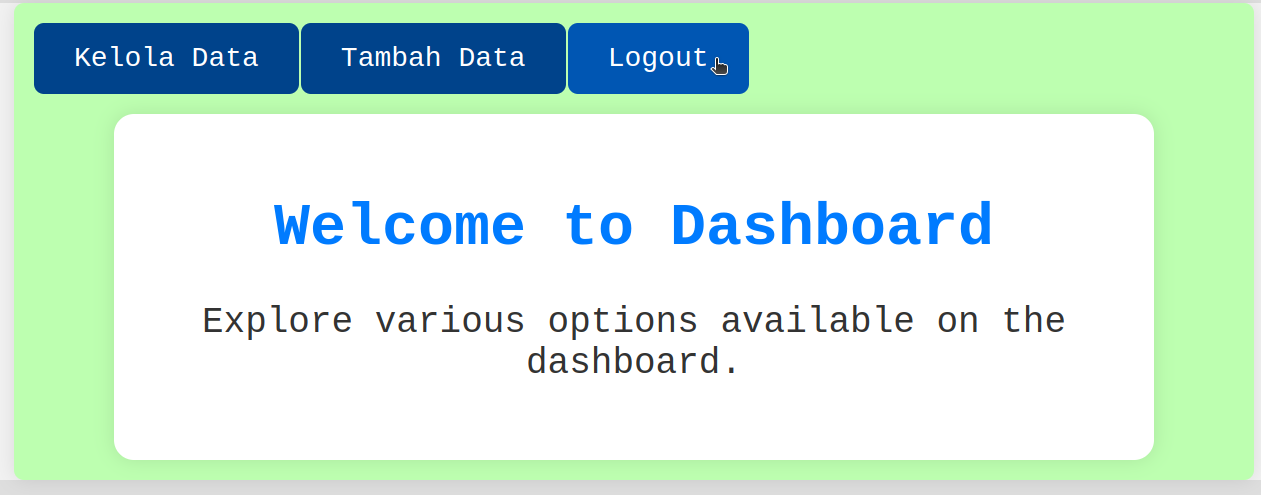 Kelola Data Tambah Data Logout
Welcome to Dashboard
Explore various options available on the
dashboard.